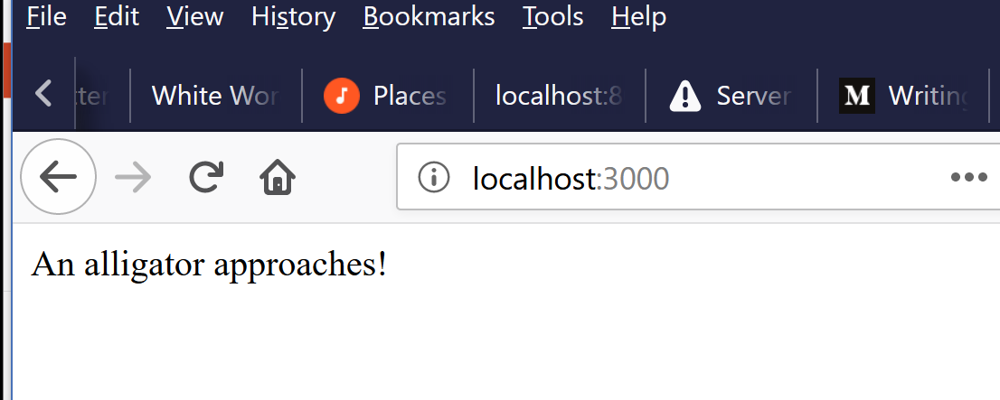 File Edit View History Bookmarks Tools Help
White Wor Places localhost:8 Server Writing
localhost:3000
An alligator approaches!